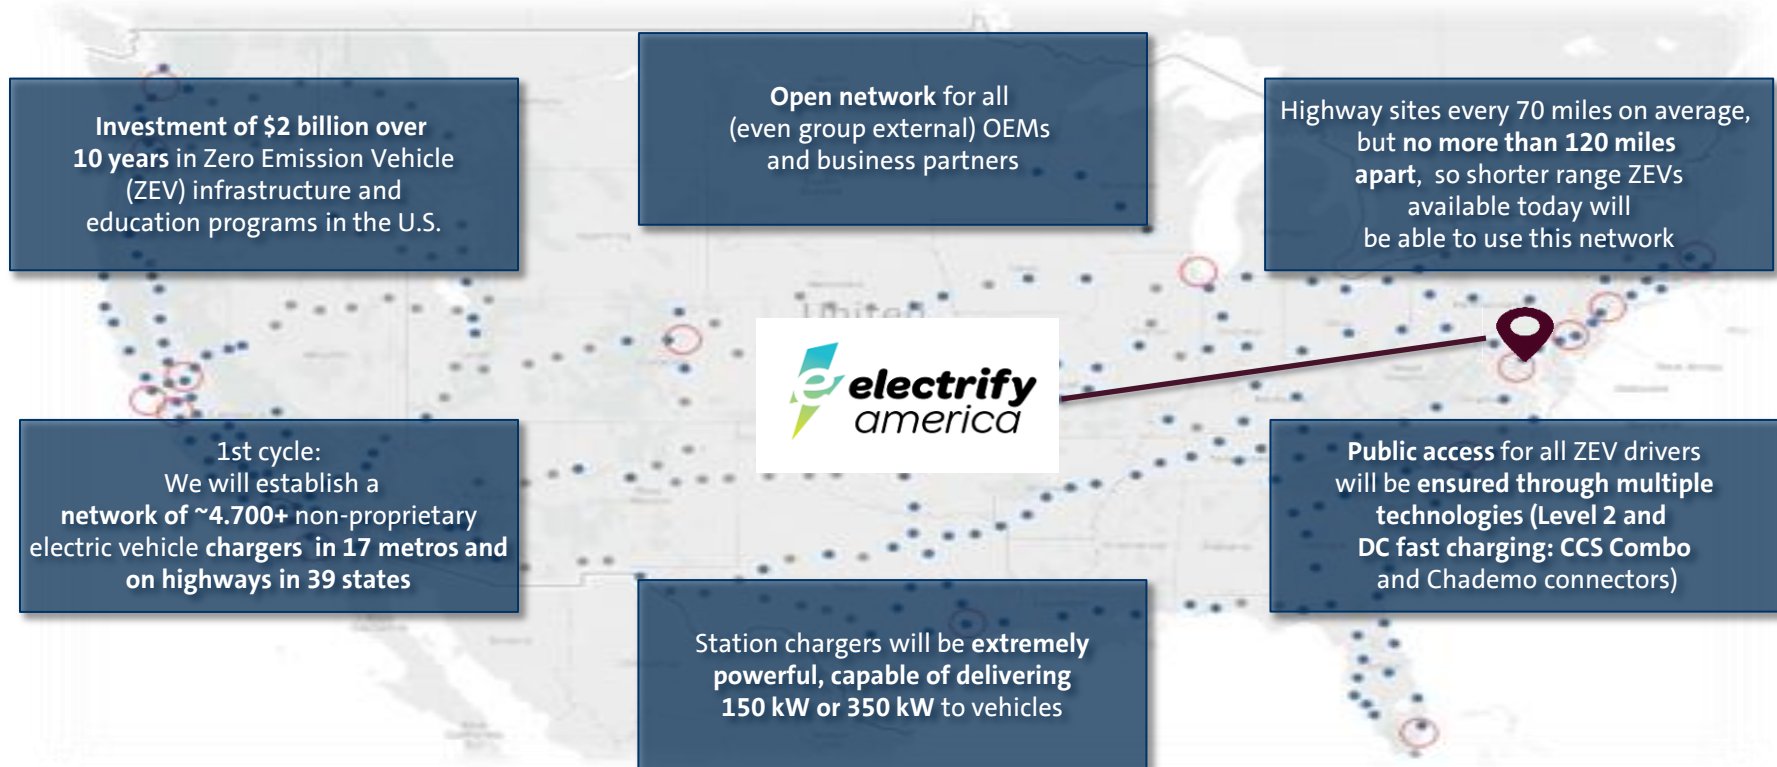 Investment of $2 billion over
10 years in Zero Emission Vehicle
(ZEV) infrastructure and
education programs in the U.S.
Open network for all
(even group external) OEMs
and business partners
Highway sites every 70 miles on average,
but no more than 120 miles
apart, so shorter range ZEVs
available today will
be able to use this network
United
e electrify
america
1st cycle:
We will establish a
network of ~4.700+ non-proprietary
electric vehicle chargers in 17 metros and
on highways in 39 states
Public access for all ZEV drivers
will be ensured through multiple
technologies (Level 2 and
DC fast charging: CCS Combo
and Chademo connectors)
Station chargers will be extremely
powerful, capable of delivering
150 kW or 350 kW to vehicles